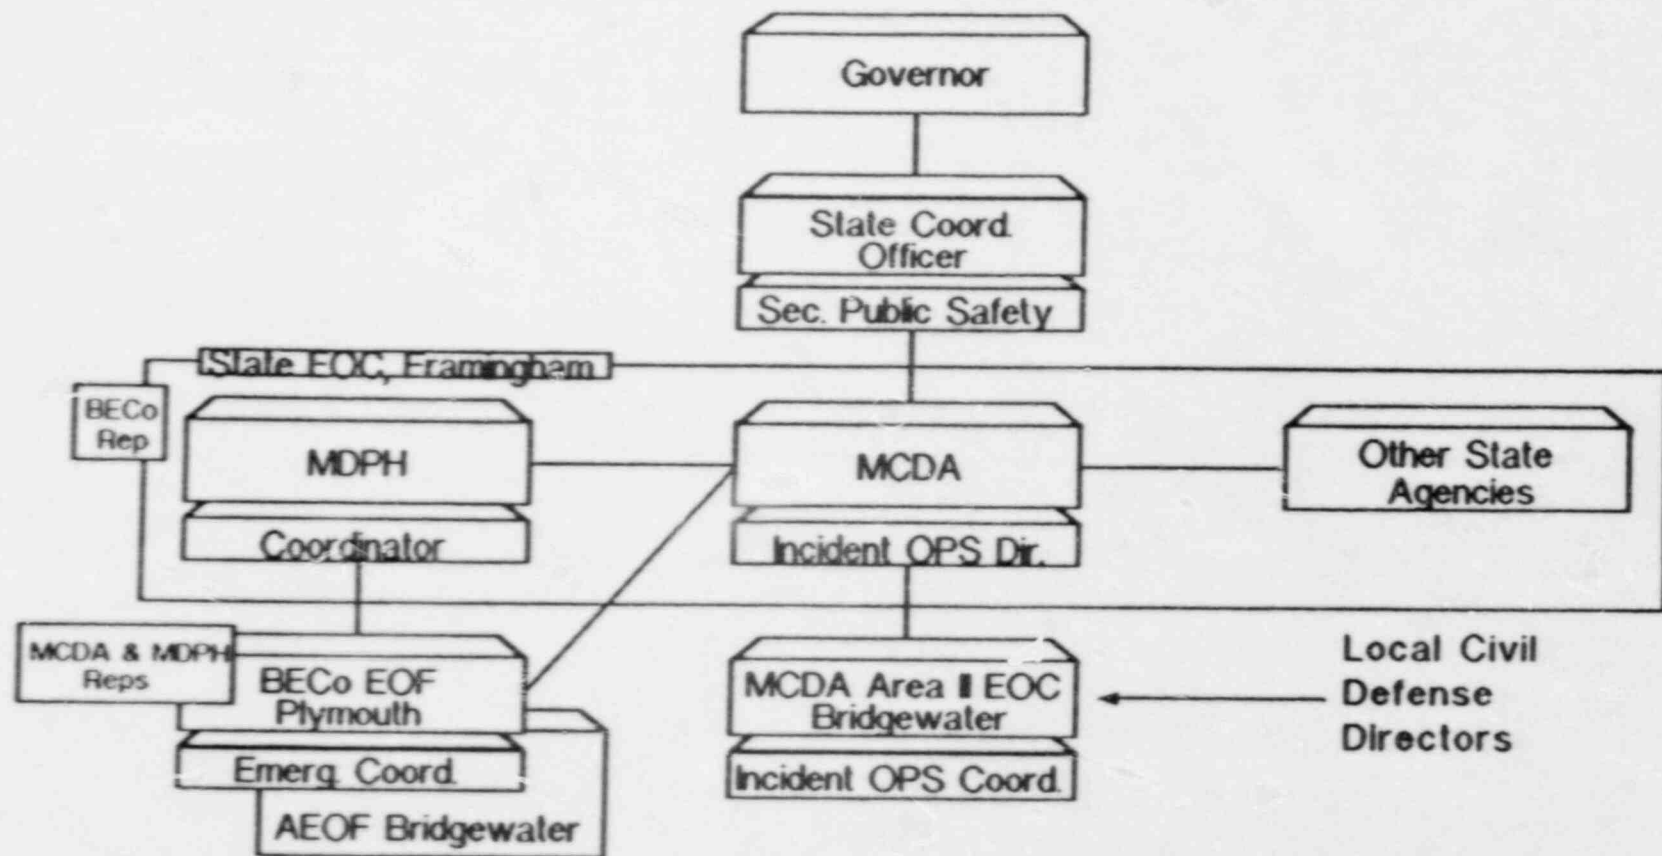 Governor
State Coord.
Officer
Sec. Public Safety
State EOC, Framingham
BECo
Rep
MDPH
Coordinator
MCDA
Incident OPS Dir.
Other State
Agencies
MCDA & MDPH
Reps
BECo EOF
Plymouth
Emerg. Coord.
AEOF Bridgewater
MCDA Area II EOC
Bridgewater
Incident OPS Coord.
Local Civil
Defense
Directors